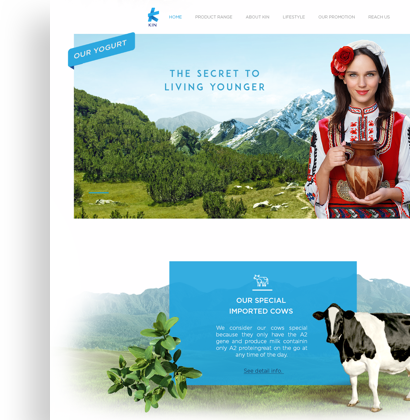 KIN
HOME PRODUCT RANGE ABOUT KIN LIFESTYLE OUR PROMOTION REACH US
OUR YOGURT
THE SECRET TO
LIVING YOUNGER
OUR SPECIAL
IMPORTED COWS
We consider our cows special
because they only have the A2
gene and produce milk containin
only A2 proteingreat on the go at
any time of the day.
See detail info